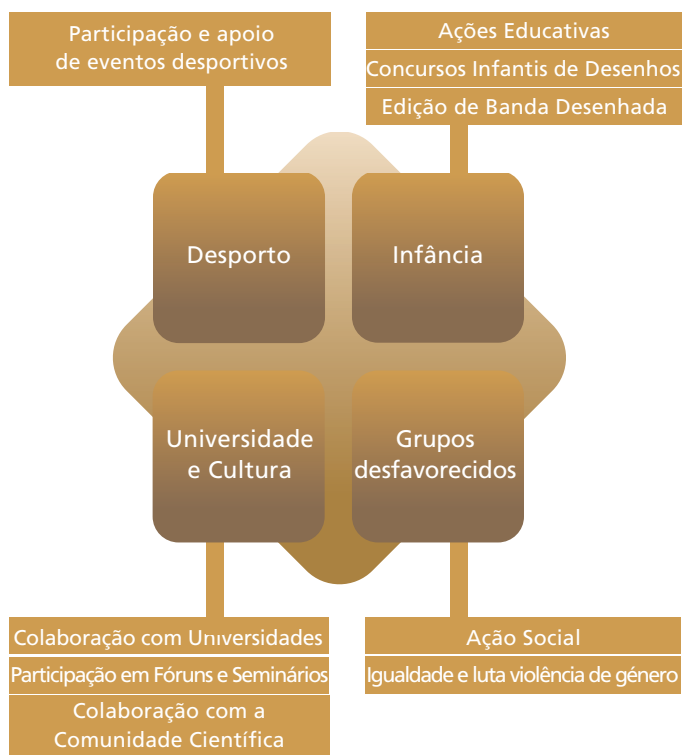 Participação e apoio
de eventos desportivos
Ações Educativas
Concursos Infantis de Desenhos
Edição de Banda Desenhada
Desporto
Infância
Universidade
e Cultura
Grupos
desfavorecidos
Colaboração com Universidades
Participação em Fóruns e Seminários
Colaboração com a
Comunidade Científica
Ação Social
Igualdade e luta violência de género